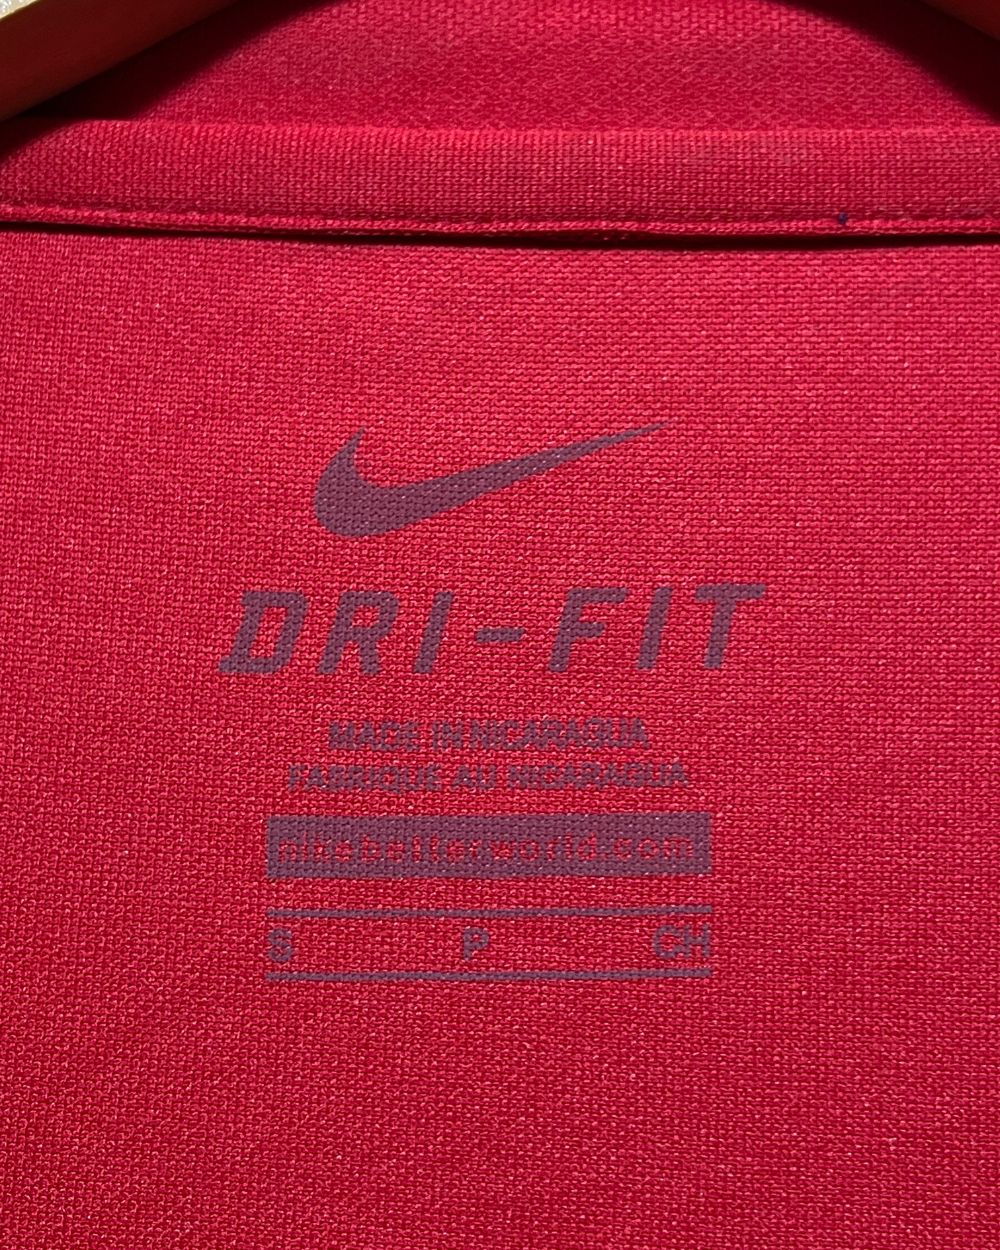 DRI-FIT
MADE IN NICARAGUA
FABRIQUÉ AU NICARAGUA
nikebetterworld.com
S P CH